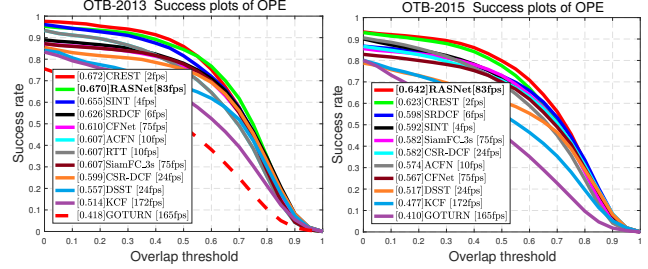 OTB-2013 Success plots of OPE
Success rate
1
0.9
0.8
0.7
0.6
0.5
0.4
0.3
0.2
0.1
0
[0.672]CREST [2fps]
[0.670]RASNet[83fps]
[0.655]SINT [4fps]
[0.626]SRDCF [6fps]
[0.610]CFNet [75fps]
[0.607]ACFN [10fps]
[0.607]RTT [10fps]
[0.607]SiamFC_3s [75fps]
[0.599]CSR-DCF [24fps]
[0.557]DSST [24fps]
[0.514]KCF [172fps]
[0.418]GOTURN [165fps]
0 0.1 0.2 0.3 0.4 0.5 0.6 0.7 0.8 0.9 1
Overlap threshold
OTB-2015 Success plots of OPE
Success rate
1
0.9
0.8
0.7
0.6
0.5
0.4
0.3
0.2
0.1
0
[0.642]RASNet[83fps]
[0.623]CREST [2fps]
[0.598]SRDCF [6fps]
[0.592]SINT [4fps]
[0.582]SiamFC_3s [75fps]
[0.582]CSR-DCF [24fps]
[0.574]ACFN [10fps]
[0.567]CFNet [75fps]
[0.517]DSST [24fps]
[0.477]KCF [172fps]
[0.410]GOTURN [165fps]
0 0.1 0.2 0.3 0.4 0.5 0.6 0.7 0.8 0.9 1
Overlap threshold